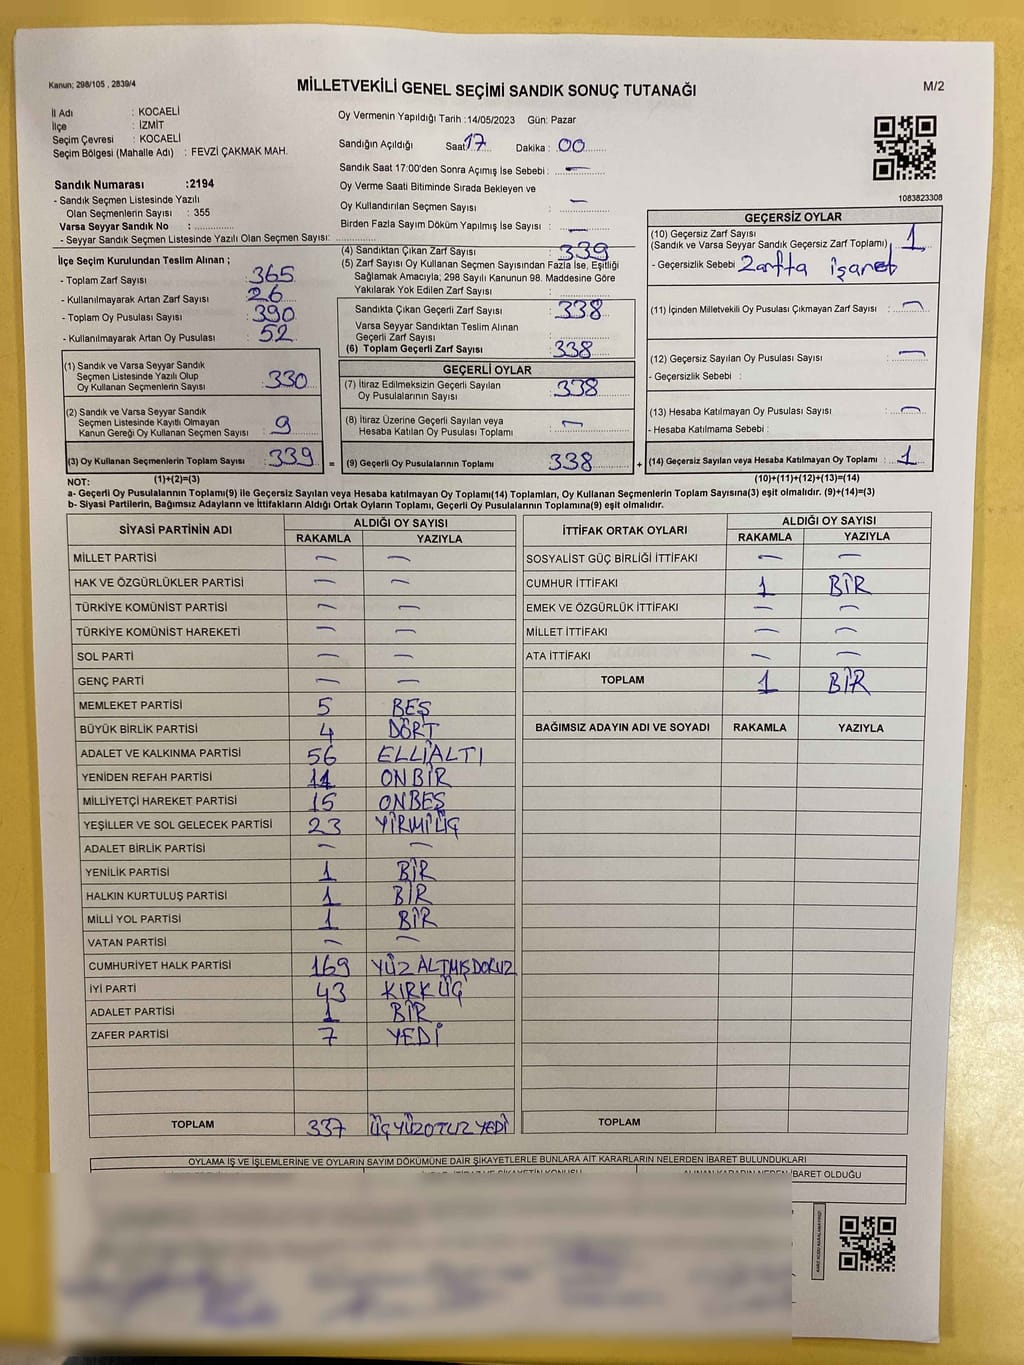 Kanun; 298/105 , 2839/4
MİLLETVEKİLİ GENEL SEÇİMİ SANDIK SONUÇ TUTANAĞI
M/2
İl Adı : KOCAELİ
İlçe : İZMİT
Seçim Çevresi : KOCAELİ
Seçim Bölgesi (Mahalle Adı) : FEVZİ ÇAKMAK MAH.
Sandık Numarası :2194
- Sandık Seçmen Listesinde Yazılı
Olan Seçmenlerin Sayısı : 355
Varsa Seyyar Sandık No : ..............
- Seyyar Sandık Seçmen Listesinde Yazılı Olan Seçmen Sayısı: ..............
İlçe Seçim Kurulundan Teslim Alınan ;
- Toplam Zarf Sayısı : 365
- Kullanılmayarak Artan Zarf Sayısı : 26
- Toplam Oy Pusulası Sayısı : 390
- Kullanılmayarak Artan Oy Pusulası : 52
Oy Vermenin Yapıldığı Tarih :14/05/2023 Gün: Pazar
Sandığın Açıldığı Saat 17 Dakika : 00
Sandık Saat 17:00'den Sonra Açımış İse Sebebi : —
Oy Verme Saati Bitiminde Sırada Bekleyen ve
Oy Kullandırılan Seçmen Sayısı : —
Birden Fazla Sayım Döküm Yapılmış İse Sayısı : —
(4) Sandıktan Çıkan Zarf Sayısı : 339
(5) Zarf Sayısı Oy Kullanan Seçmen Sayısından Fazla İse, Eşitliği
Sağlamak Amacıyla; 298 Sayılı Kanunun 98. Maddesine Göre
Yakılarak Yok Edilen Zarf Sayısı : ..............
Sandıkta Çıkan Geçerli Zarf Sayısı : 338
Varsa Seyyar Sandıktan Teslim Alınan
Geçerli Zarf Sayısı : ..............
(6) Toplam Geçerli Zarf Sayısı : 338
1083823308
GEÇERSİZ OYLAR
(10) Geçersiz Zarf Sayısı
(Sandık ve Varsa Seyyar Sandık Geçersiz Zarf Toplamı) : 1
- Geçersizlik Sebebi : Zarfta işaret
(11) İçinden Milletvekili Oy Pusulası Çıkmayan Zarf Sayısı : —
(12) Geçersiz Sayılan Oy Pusulası Sayısı : —
- Geçersizlik Sebebi :
(13) Hesaba Katılmayan Oy Pusulası Sayısı : —
- Hesaba Katılmama Sebebi :
(1) Sandık ve Varsa Seyyar Sandık
Seçmen Listesinde Yazılı Olup
Oy Kullanan Seçmenlerin Sayısı : 330
(2) Sandık ve Varsa Seyyar Sandık
Seçmen Listesinde Kayıtlı Olmayan
Kanun Gereği Oy Kullanan Seçmen Sayısı : 9
GEÇERLİ OYLAR
(7) İtiraz Edilmeksizin Geçerli Sayılan
Oy Pusulalarının Sayısı : 338
(8) İtiraz Üzerine Geçerli Sayılan veya
Hesaba Katılan Oy Pusulası Toplamı : —
(3) Oy Kullanan Seçmenlerin Toplam Sayısı : 339 = (9) Geçerli Oy Pusulalarının Toplamı : 338 + (14) Geçersiz Sayılan veya Hesaba Katılmayan Oy Toplamı : 1
NOT: (1)+(2)=(3) (10)+(11)+(12)+(13)=(14)
a- Geçerli Oy Pusulalarının Toplamı(9) ile Geçersiz Sayılan veya Hesaba katılmayan Oy Toplamı(14) Toplamları, Oy Kullanan Seçmenlerin Toplam Sayısına(3) eşit olmalıdır. (9)+(14)=(3)
b- Siyasi Partilerin, Bağımsız Adayların ve İttifakların Aldığı Ortak Oyların Toplamı, Geçerli Oy Pusulalarının Toplamına(9) eşit olmalıdır.
SİYASİ PARTİNİN ADI ALDIĞI OY SAYISI
RAKAMLA YAZIYLA
MİLLET PARTİSİ — —
HAK VE ÖZGÜRLÜKLER PARTİSİ — —
TÜRKİYE KOMÜNİST PARTİSİ — —
TÜRKİYE KOMÜNİST HAREKETİ — —
SOL PARTİ — —
GENÇ PARTİ — —
MEMLEKET PARTİSİ 5 BEŞ
BÜYÜK BİRLİK PARTİSİ 4 DÖRT
ADALET VE KALKINMA PARTİSİ 56 ELLİALTI
YENİDEN REFAH PARTİSİ 11 ONBİR
MİLLİYETÇİ HAREKET PARTİSİ 15 ONBEŞ
YEŞİLLER VE SOL GELECEK PARTİSİ 23 YİRMİÜÇ
ADALET BİRLİK PARTİSİ — —
YENİLİK PARTİSİ 1 BİR
HALKIN KURTULUŞ PARTİSİ 1 BİR
MİLLİ YOL PARTİSİ 1 BİR
VATAN PARTİSİ — —
CUMHURİYET HALK PARTİSİ 169 YÜZ ALTMIŞDOKUZ
İYİ PARTİ 43 KIRK ÜÇ
ADALET PARTİSİ 1 BİR
ZAFER PARTİSİ 7 YEDİ
TOPLAM 337 ÜÇYÜZOTUZYEDİ
İTTİFAK ORTAK OYLARI ALDIĞI OY SAYISI
RAKAMLA YAZIYLA
SOSYALİST GÜÇ BİRLİĞİ İTTİFAKI — —
CUMHUR İTTİFAKI 1 BİR
EMEK VE ÖZGÜRLÜK İTTİFAKI — —
MİLLET İTTİFAKI — —
ATA İTTİFAKI — —
TOPLAM 1 BİR
BAĞIMSIZ ADAYIN ADI VE SOYADI RAKAMLA YAZIYLA
TOPLAM
OYLAMA İŞ VE İŞLEMLERİNE VE OYLARIN SAYIM DÖKÜMÜNE DAİR ŞİKAYETLERLE BUNLARA AİT KARARLARIN NELERDEN İBARET BULUNDUKLARI
ALINAN KARARIN NEDEN İBARET OLDUĞU